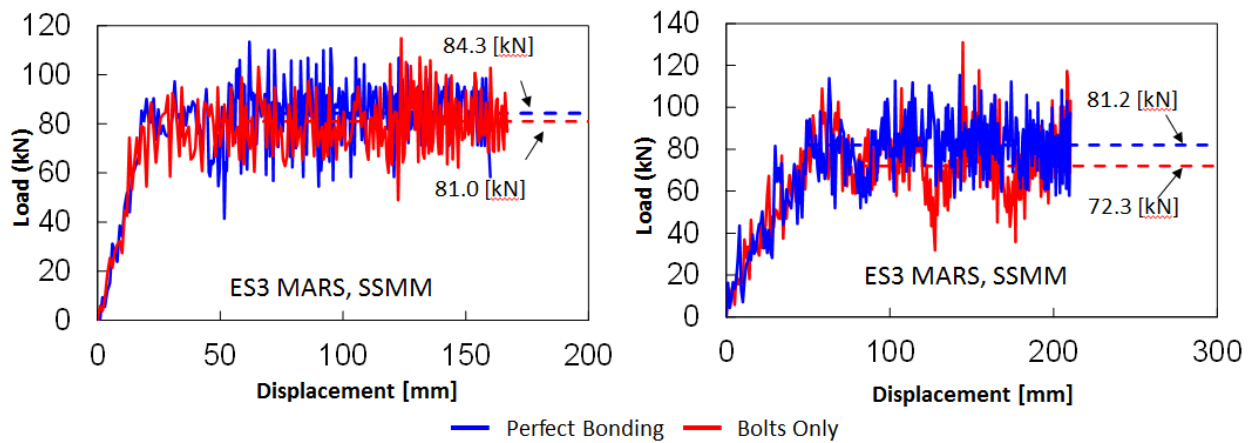 120
100
80
60
40
20
0
Load (kN)
84.3 [kN]
81.0 [kN]
ES3 MARS, SSMM
0 50 100 150 200
Displacement [mm]
140
120
100
80
60
40
20
0
Load (kN)
81.2 [kN]
72.3 [kN]
ES3 MARS, SSMM
0 100 200 300
Displacement [mm]
Perfect Bonding Bolts Only